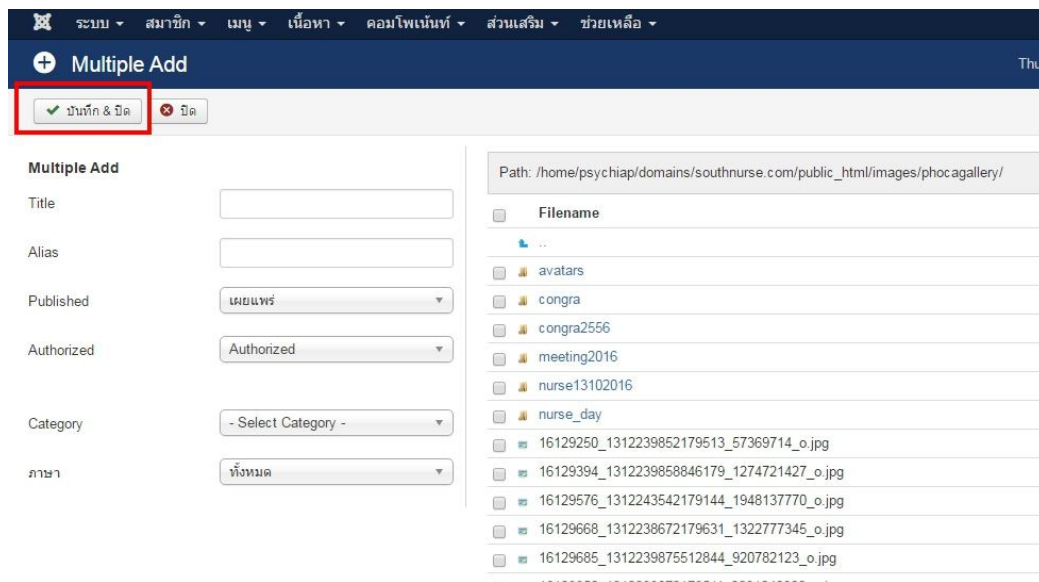 ระบบ สมาชิก เมนู เนื้อหา คอมโพเน้นท์ ส่วนเสริม ช่วยเหลือ
Multiple Add Thu
บันทึก & ปิด ปิด
Multiple Add
Title
Alias
Published เผยแพร่
Authorized Authorized
Category - Select Category -
ภาษา ทั้งหมด
Path: /home/psychiap/domains/southnurse.com/public_html/images/phocagallery/
Filename
..
avatars
congra
congra2556
meeting2016
nurse13102016
nurse_day
16129250_1312239852179513_57369714_o.jpg
16129394_1312239858846179_1274721427_o.jpg
16129576_1312243542179144_1948137770_o.jpg
16129668_1312238672179631_1322777345_o.jpg
16129685_1312239875512844_920782123_o.jpg